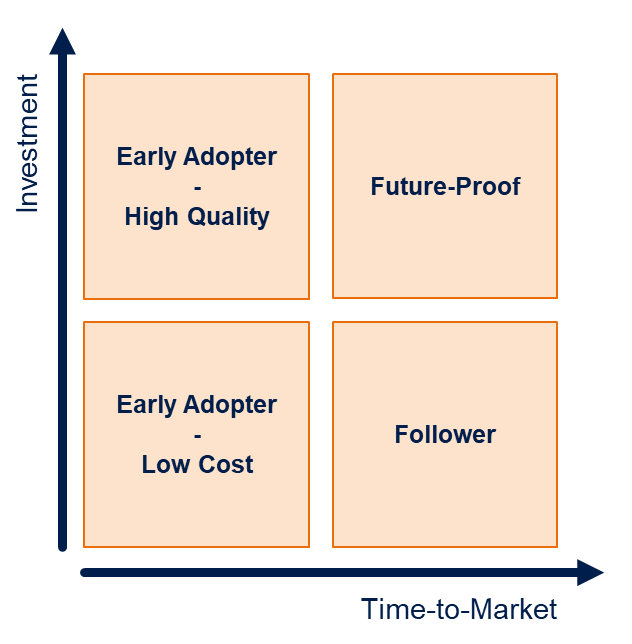 Investment
Early Adopter
-
High Quality
Future-Proof
Early Adopter
-
Low Cost
Follower
Time-to-Market